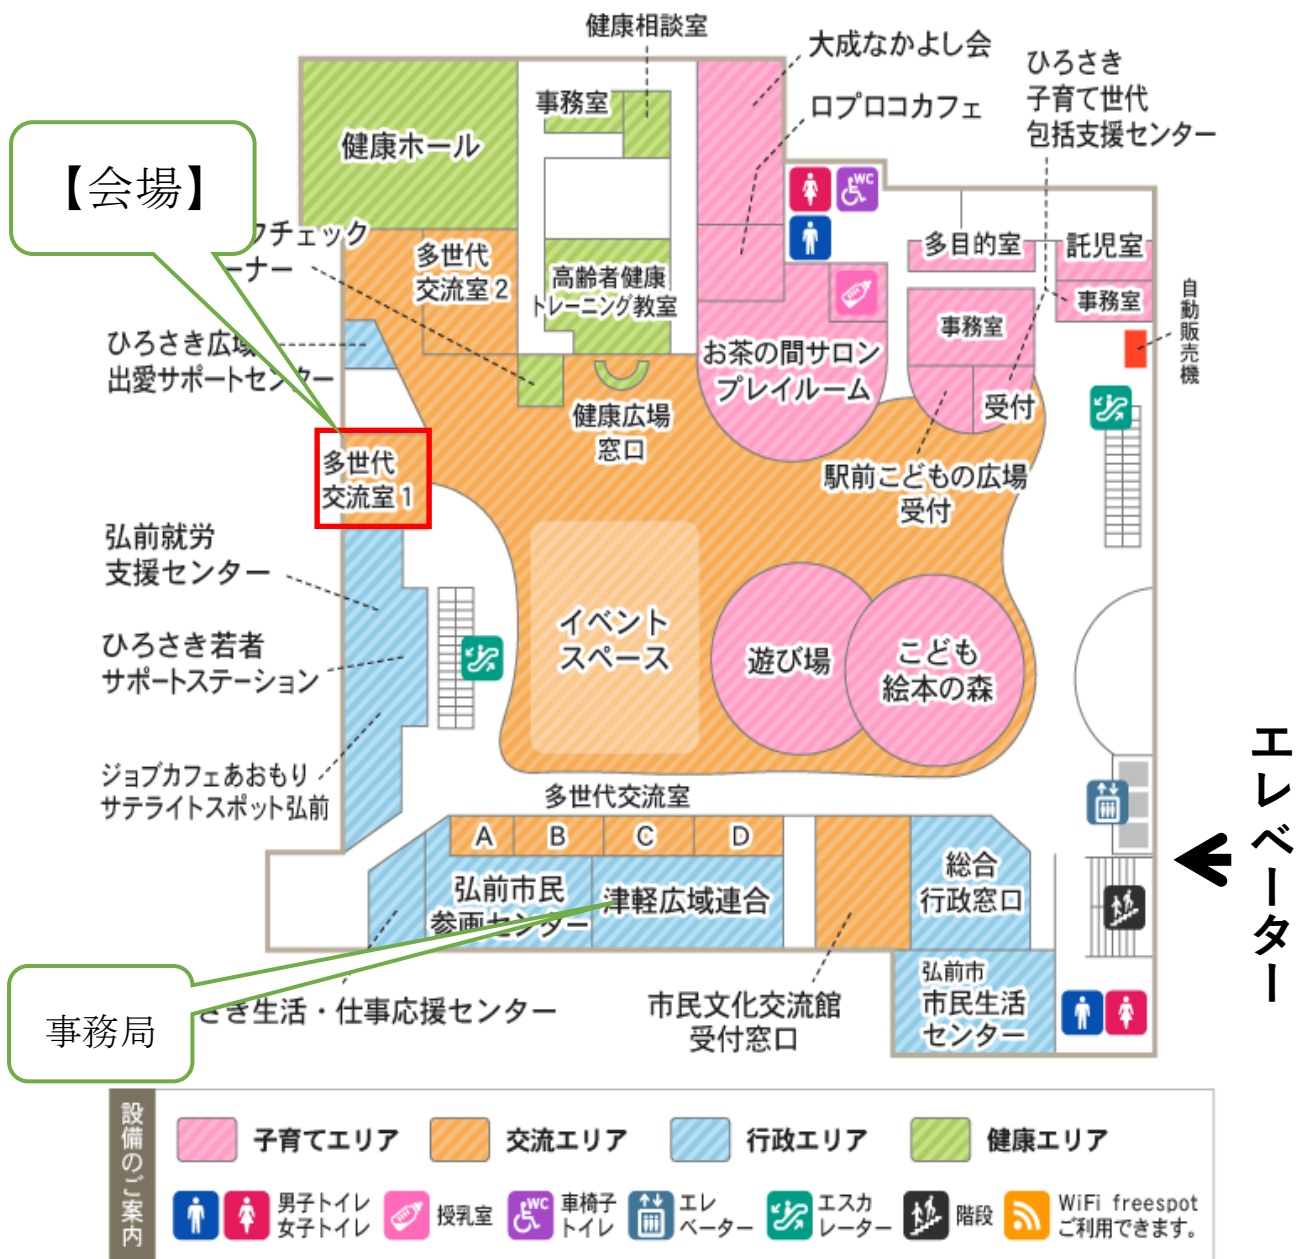 健康相談室
大成なかよし会
ひろさき
子育て世代
包括支援センター
ロプロコカフェ
事務室
健康ホール
【会場】
フチェック
ーナー
多世代
交流室2
高齢者健康
トレーニング教室
多目的室
託児室
事務室
事務室
自動販売機
ひろさき広域
出愛サポートセンター
お茶の間サロン
プレイルーム
受付
健康広場
窓口
多世代
交流室1
駅前こどもの広場
受付
弘前就労
支援センター
イベント
スペース
遊び場
こども
絵本の森
ひろさき若者
サポートステーション
ジョブカフェあおもり
サテライトスポット弘前
エレベーター
多世代交流室
A B C D
弘前市民
参画センター
津軽広域連合
総合
行政窓口
事務局
さき生活・仕事応援センター
市民文化交流館
受付窓口
弘前市
市民生活
センター
設備のご案内
子育てエリア
交流エリア
行政エリア
健康エリア
男子トイレ
女子トイレ
授乳室
WC
車椅子
トイレ
エレ
ベーター
エスカ
レーター
階段
WiFi freespot
ご利用できます。
WC